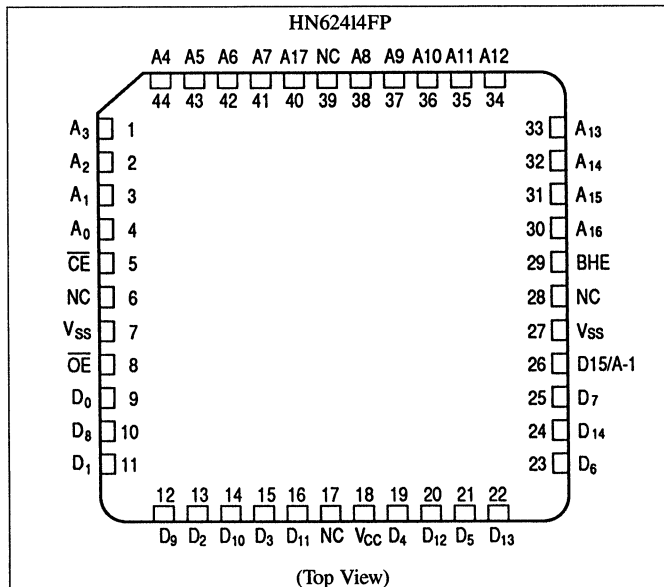 HN62414FP
A4 A5 A6 A7 A17 NC A8 A9 A10 A11 A12
44 43 42 41 40 39 38 37 36 35 34
A3 1 33 A13
A2 2 32 A14
A1 3 31 A15
A0 4 30 A16
CE 5 29 BHE
NC 6 28 NC
VSS 7 27 VSS
OE 8 26 D15/A-1
D0 9 25 D7
D8 10 24 D14
D1 11 23 D6
12 13 14 15 16 17 18 19 20 21 22
D9 D2 D10 D3 D11 NC VCC D4 D12 D5 D13
(Top View)